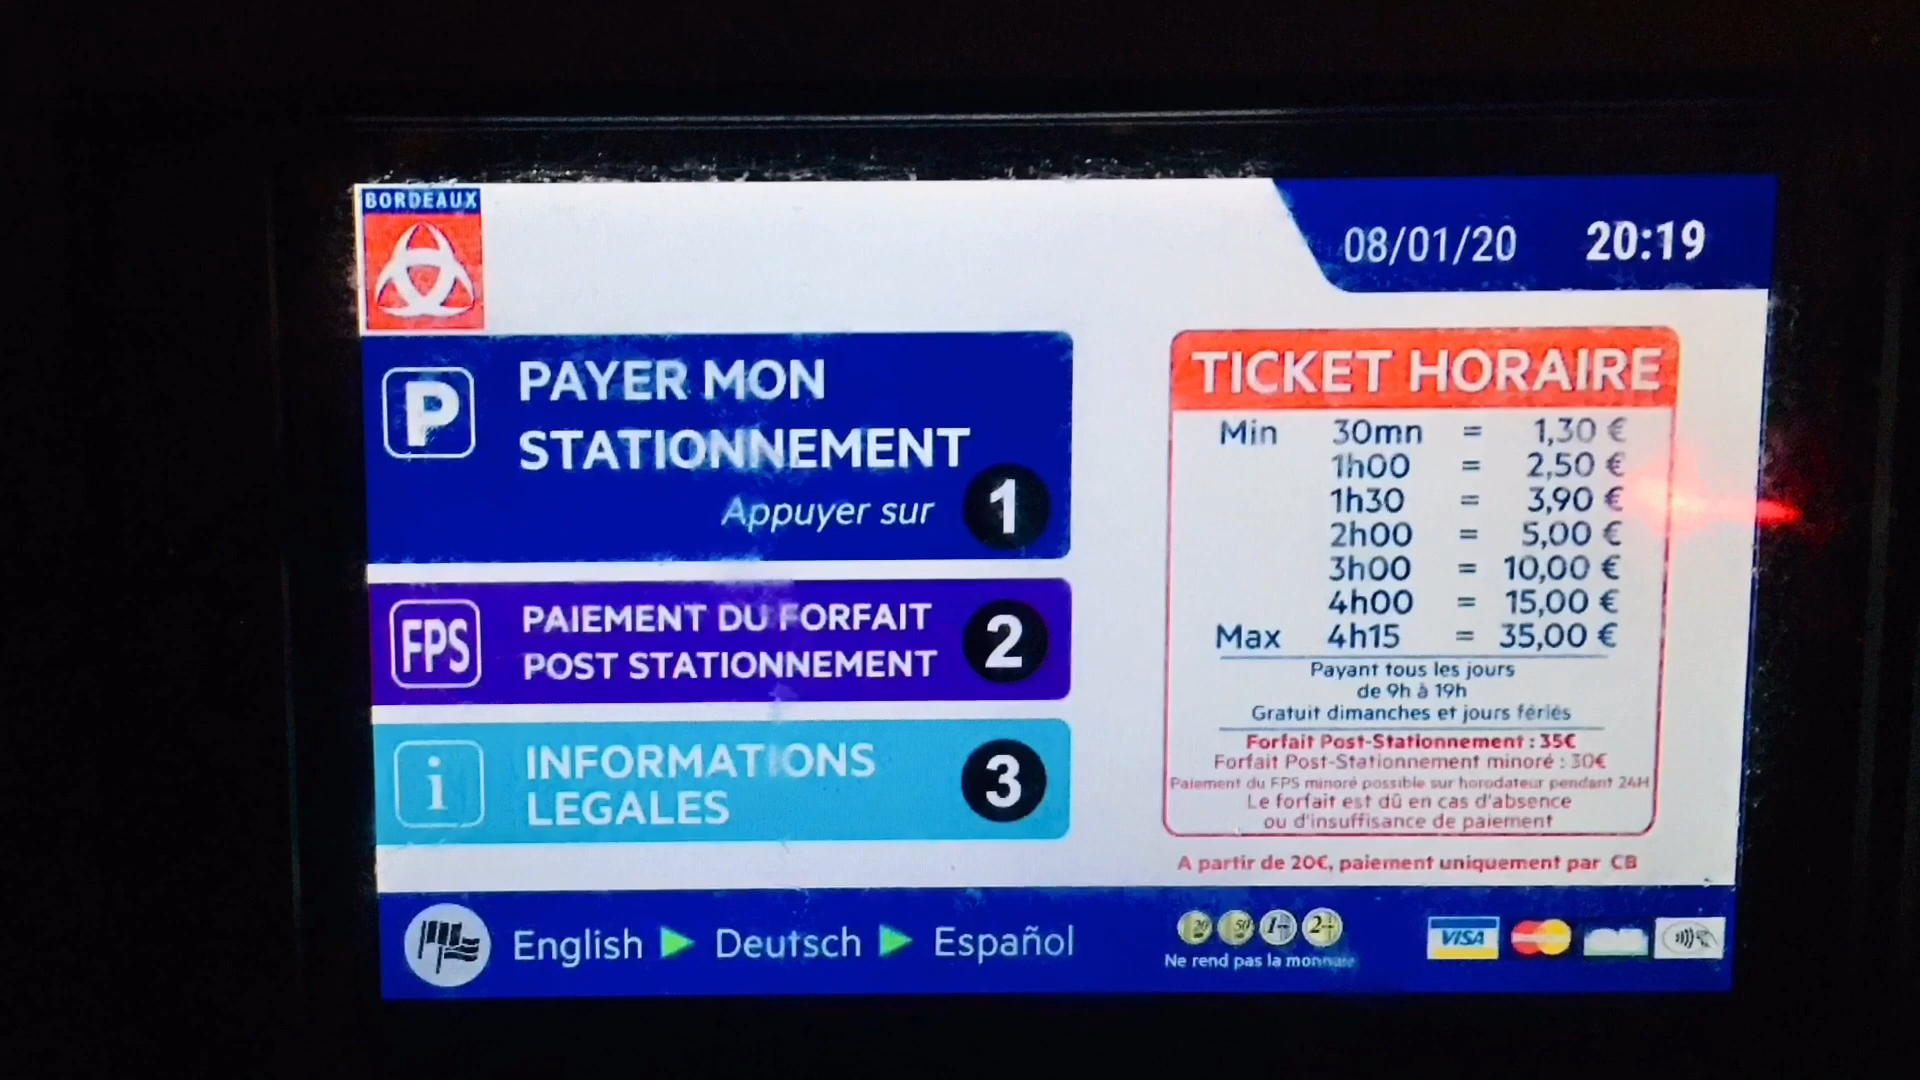 BORDEAUX
08/01/20 20:19
P PAYER MON
STATIONNEMENT
Appuyer sur 1
FPS PAIEMENT DU FORFAIT
POST STATIONNEMENT 2
i INFORMATIONS
LEGALES 3
TICKET HORAIRE
Min 30mn = 1,30 €
1h00 = 2,50 €
1h30 = 3,90 €
2h00 = 5,00 €
3h00 = 10,00 €
4h00 = 15,00 €
Max 4h15 = 35,00 €
Payant tous les jours
de 9h à 19h
Gratuit dimanches et jours fériés
Forfait Post-Stationnement : 35€
Forfait Post-Stationnement minoré : 30€
Paiement du FPS minoré possible sur horodateur pendant 24H
Le forfait est dû en cas d'absence
ou d'insuffisance de paiement
A partir de 20€, paiement uniquement par CB
English Deutsch Español
20 50 1 2
Ne rend pas la monnaie
VISA